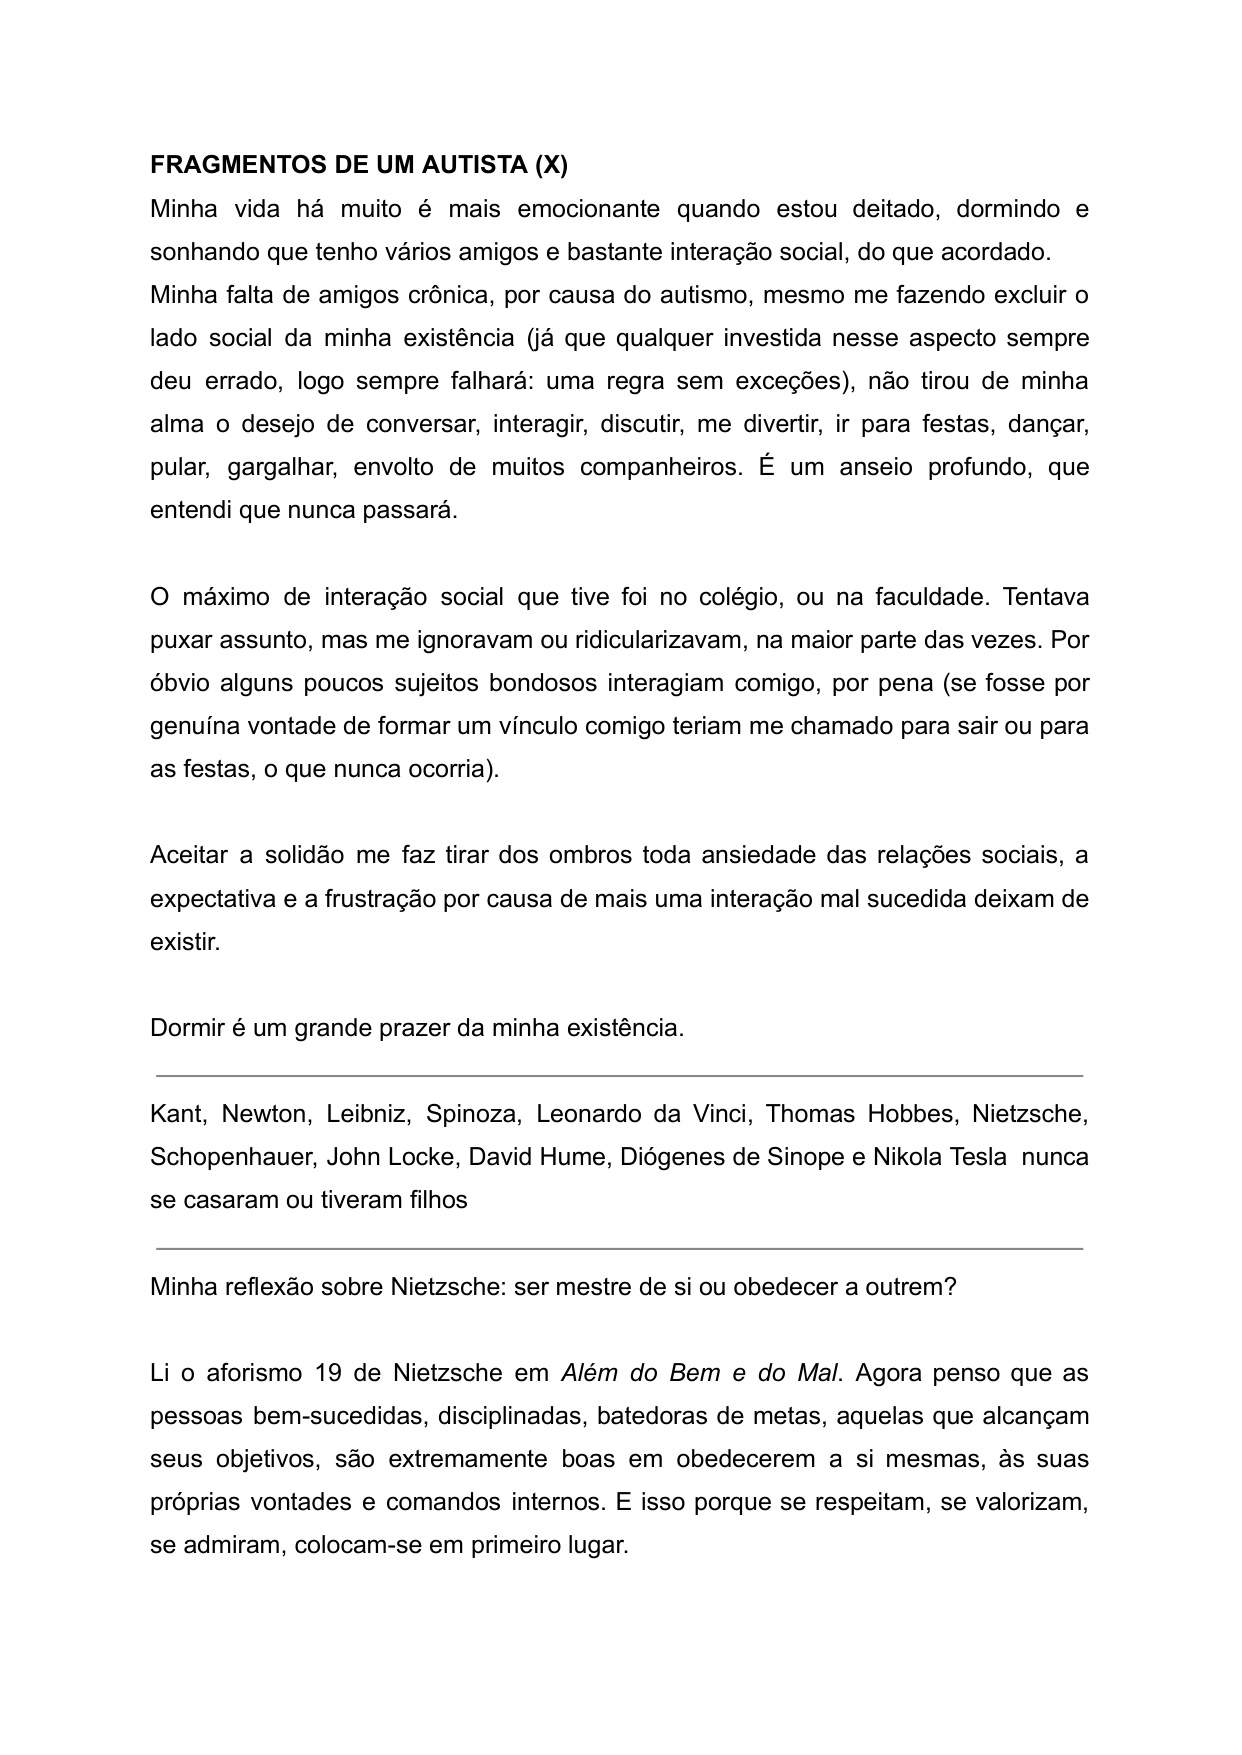 FRAGMENTOS DE UM AUTISTA (X)
Minha vida há muito é mais emocionante quando estou deitado, dormindo e
sonhando que tenho vários amigos e bastante interação social, do que acordado.
Minha falta de amigos crônica, por causa do autismo, mesmo me fazendo excluir o
lado social da minha existência (já que qualquer investida nesse aspecto sempre
deu errado, logo sempre falhará: uma regra sem exceções), não tirou de minha
alma o desejo de conversar, interagir, discutir, me divertir, ir para festas, dançar,
pular, gargalhar, envolto de muitos companheiros. É um anseio profundo, que
entendi que nunca passará.
O máximo de interação social que tive foi no colégio, ou na faculdade. Tentava
puxar assunto, mas me ignoravam ou ridicularizavam, na maior parte das vezes. Por
óbvio alguns poucos sujeitos bondosos interagiam comigo, por pena (se fosse por
genuína vontade de formar um vínculo comigo teriam me chamado para sair ou para
as festas, o que nunca ocorria).
Aceitar a solidão me faz tirar dos ombros toda ansiedade das relações sociais, a
expectativa e a frustração por causa de mais uma interação mal sucedida deixam de
existir.
Dormir é um grande prazer da minha existência.
Kant, Newton, Leibniz, Spinoza, Leonardo da Vinci, Thomas Hobbes, Nietzsche,
Schopenhauer, John Locke, David Hume, Diógenes de Sinope e Nikola Tesla nunca
se casaram ou tiveram filhos
Minha reflexão sobre Nietzsche: ser mestre de si ou obedecer a outrem?
Li o aforismo 19 de Nietzsche em Além do Bem e do Mal. Agora penso que as
pessoas bem-sucedidas, disciplinadas, batedoras de metas, aquelas que alcançam
seus objetivos, são extremamente boas em obedecerem a si mesmas, às suas
próprias vontades e comandos internos. E isso porque se respeitam, se valorizam,
se admiram, colocam-se em primeiro lugar.